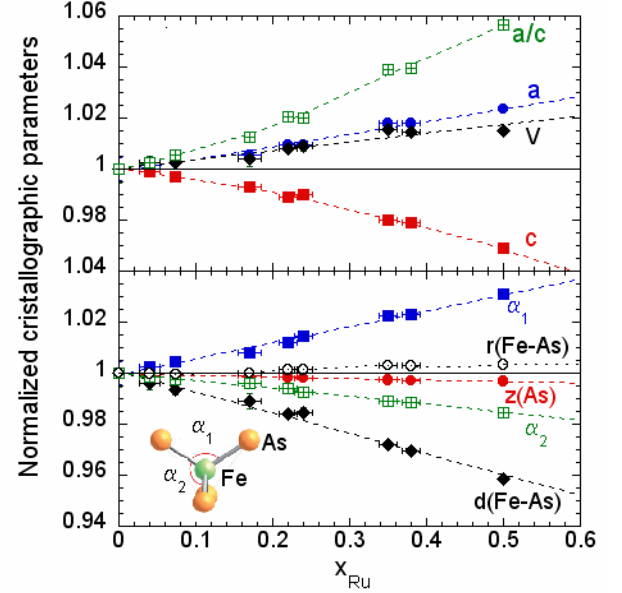 Normalized cristallographic parameters
1.06
1.04
1.02
1
0.98
0.96
1.04
1.02
1
0.98
0.96
0.94
a/c
a
V
c
α1
r(Fe-As)
z(As)
α2
d(Fe-As)
α1
As
α2
Fe
0 0.1 0.2 0.3 0.4 0.5 0.6
xRu